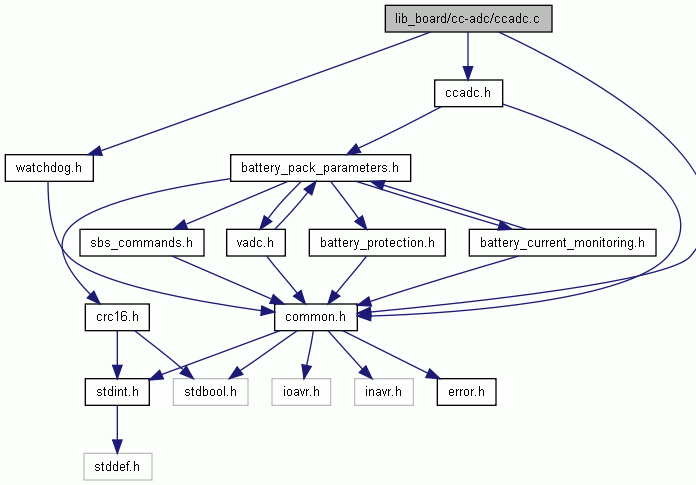 lib_board/cc-adc/ccadc.c
ccadc.h
watchdog.h
battery_pack_parameters.h
sbs_commands.h
vadc.h
battery_protection.h
battery_current_monitoring.h
crc16.h
common.h
stdint.h
stdbool.h
ioavr.h
inavr.h
error.h
stddef.h